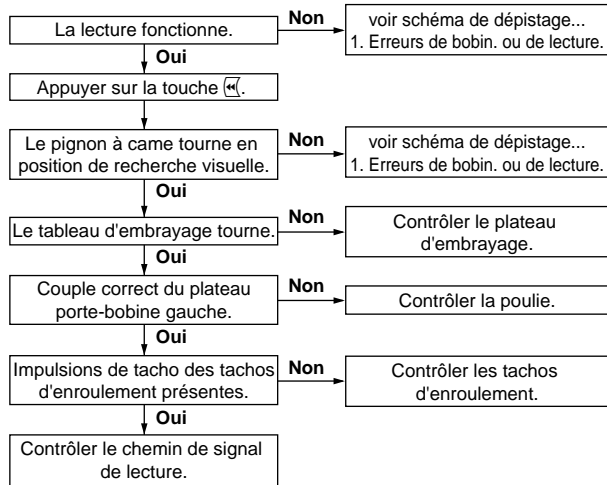 La lecture fonctionne.
Non
voir schéma de dépistage...
1. Erreurs de bobin. ou de lecture.
Oui
Appuyer sur la touche ⏪.
Le pignon à came tourne en
position de recherche visuelle.
Non
voir schéma de dépistage...
1. Erreurs de bobin. ou de lecture.
Oui
Le tableau d'embrayage tourne.
Non
Contrôler le plateau
d'embrayage.
Oui
Couple correct du plateau
porte-bobine gauche.
Non
Contrôler la poulie.
Oui
Impulsions de tacho des tachos
d'enroulement présentes.
Non
Contrôler les tachos
d'enroulement.
Oui
Contrôler le chemin de signal
de lecture.